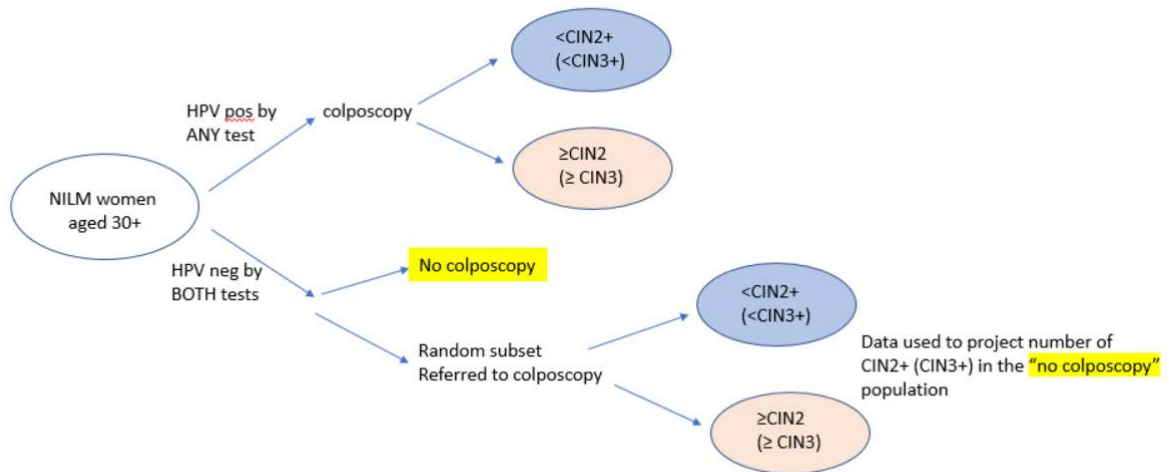 <CIN2+
(<CIN3+)
HPV pos by
ANY test
colposcopy
≥CIN2
(≥ CIN3)
NILM women
aged 30+
HPV neg by
BOTH tests
No colposcopy
<CIN2+
(<CIN3+)
Random subset
Referred to colposcopy
Data used to project number of
CIN2+ (CIN3+) in the “no colposcopy”
population
≥CIN2
(≥ CIN3)